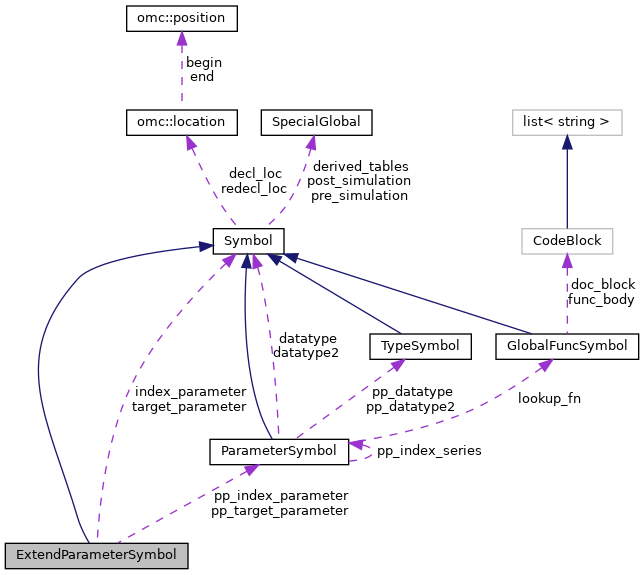 omc::position
begin
end
omc::location
SpecialGlobal
list< string >
decl_loc
redecl_loc
derived_tables
post_simulation
pre_simulation
Symbol
CodeBlock
doc_block
func_body
datatype
datatype2
TypeSymbol
GlobalFuncSymbol
index_parameter
target_parameter
pp_datatype
pp_datatype2
lookup_fn
ParameterSymbol
pp_index_series
pp_index_parameter
pp_target_parameter
ExtendParameterSymbol